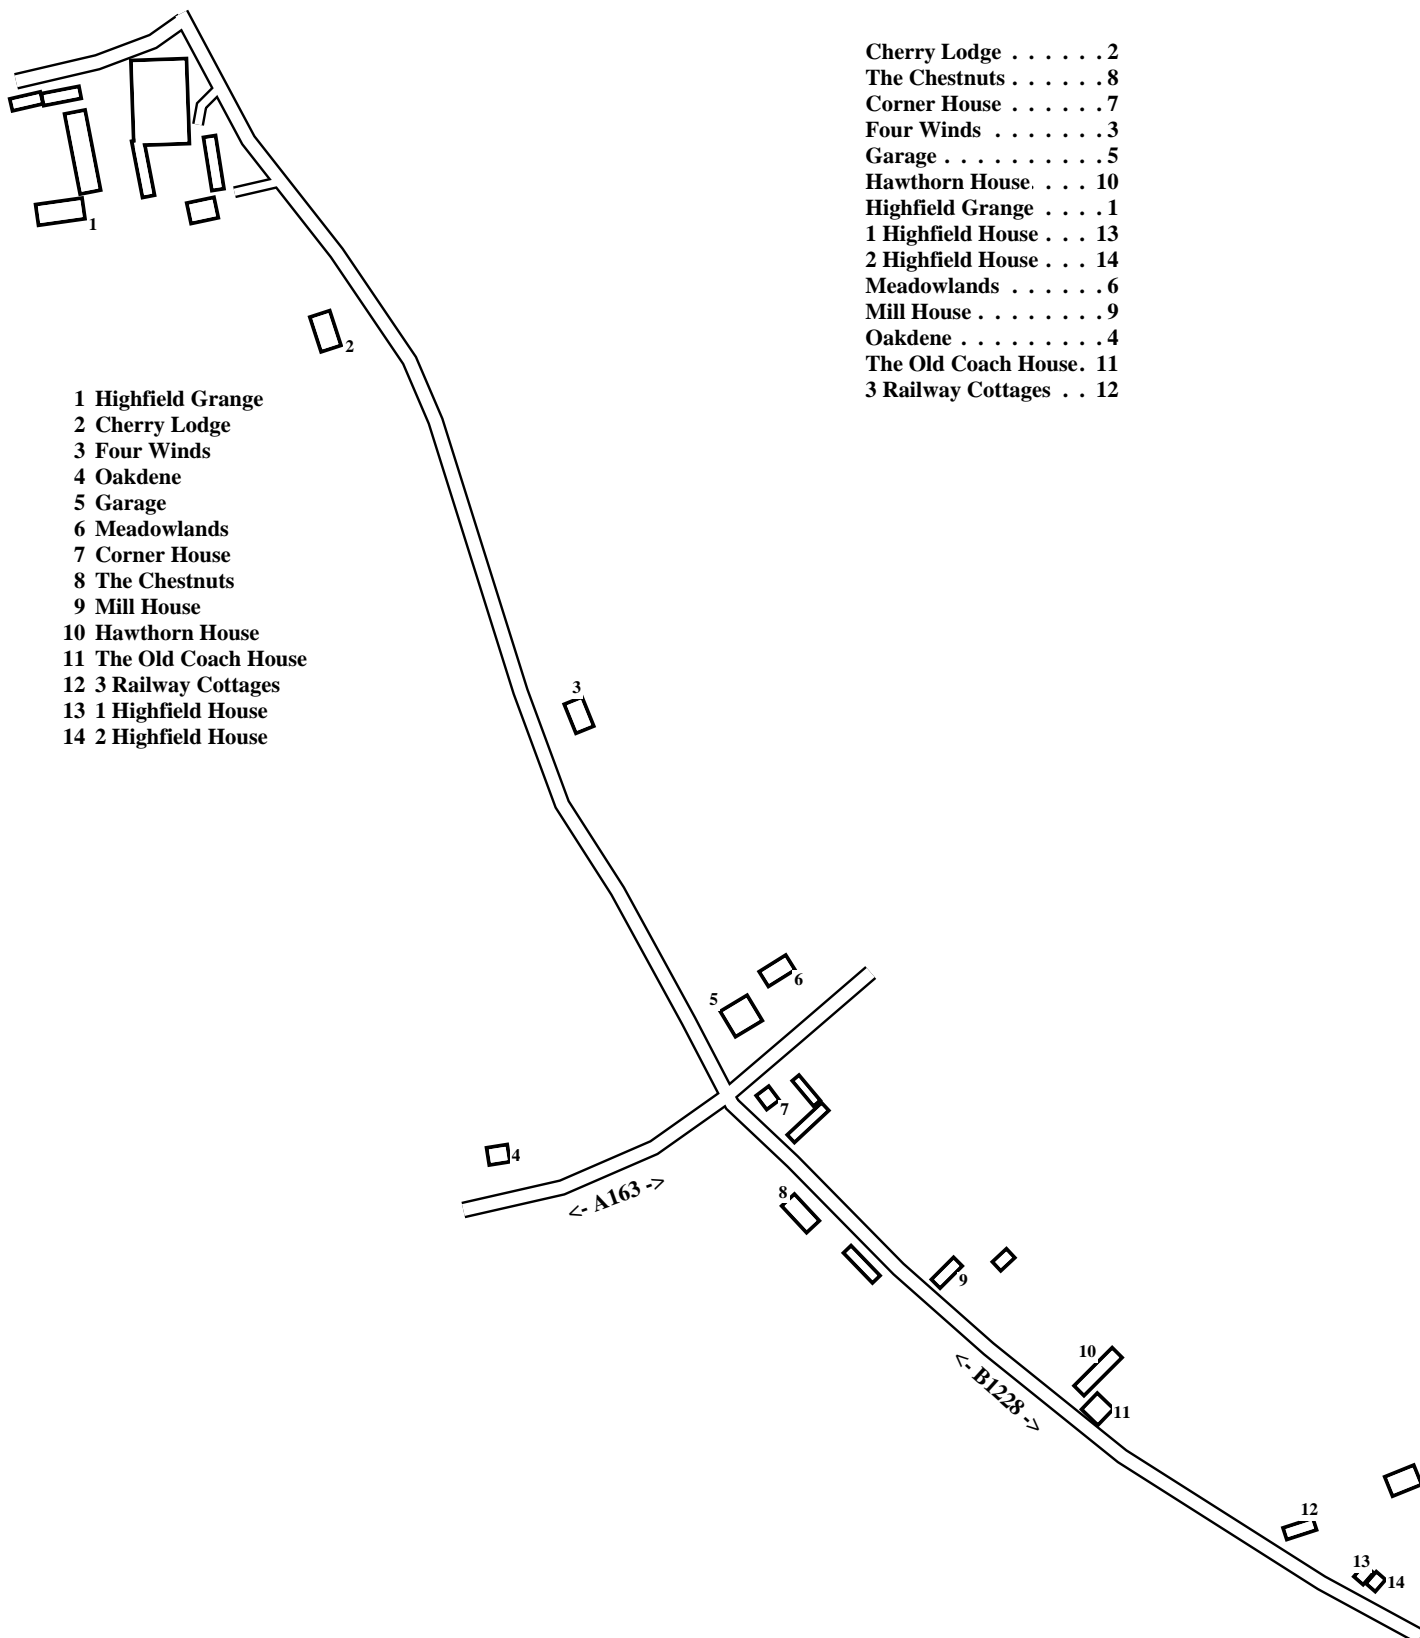 Cherry Lodge . . . . . . 2
The Chestnuts . . . . . . 8
Corner House . . . . . . 7
Four Winds . . . . . . . 3
Garage . . . . . . . . . . 5
Hawthorn House . . . . 10
Highfield Grange . . . . 1
1 Highfield House . . . 13
2 Highfield House . . . 14
Meadowlands . . . . . . 6
Mill House . . . . . . . . 9
Oakdene . . . . . . . . . 4
The Old Coach House . 11
3 Railway Cottages . . 12
1
2
1 Highfield Grange
2 Cherry Lodge
3 Four Winds
4 Oakdene
5 Garage
6 Meadowlands
7 Corner House
8 The Chestnuts
9 Mill House
10 Hawthorn House
11 The Old Coach House
12 3 Railway Cottages
13 1 Highfield House
14 2 Highfield House
3
6
5
7
4
<- A163 ->
8
9
10
<- B1228 ->
11
12
13
14